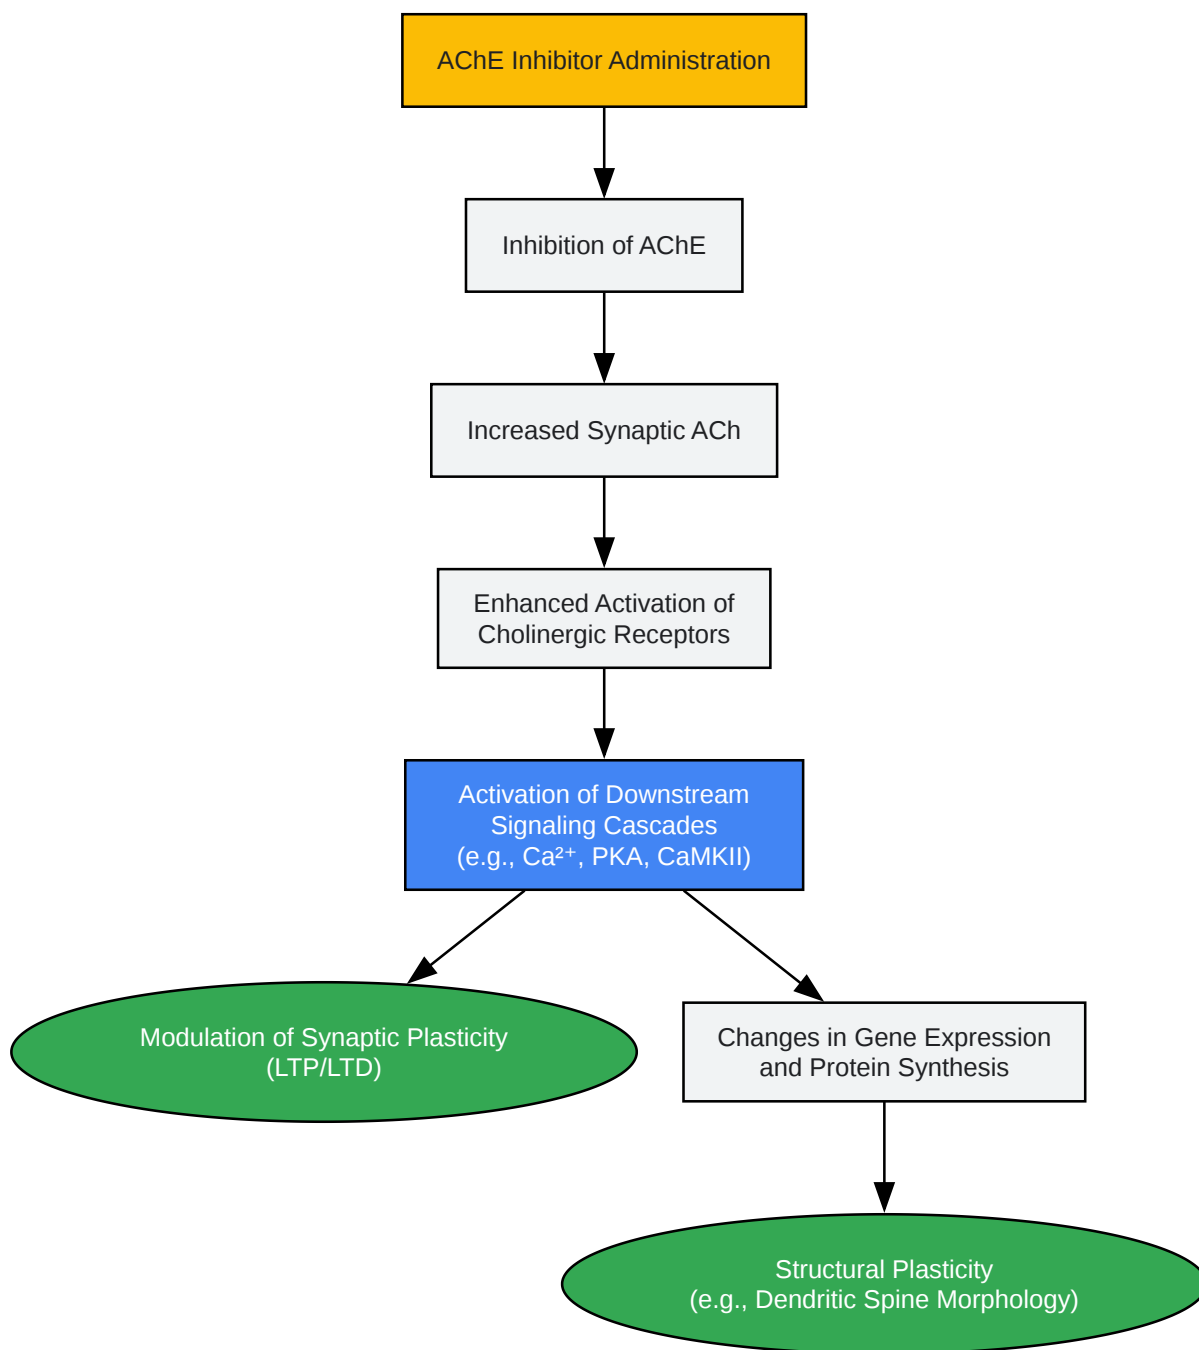 AChE Inhibitor Administration
Inhibition of AChE
Increased Synaptic ACh
Enhanced Activation of
Cholinergic Receptors
Activation of Downstream
Signaling Cascades
(e.g., Ca²⁺, PKA, CaMKII)
Modulation of Synaptic Plasticity
(LTP/LTD)
Changes in Gene Expression
and Protein Synthesis
Structural Plasticity
(e.g., Dendritic Spine Morphology)